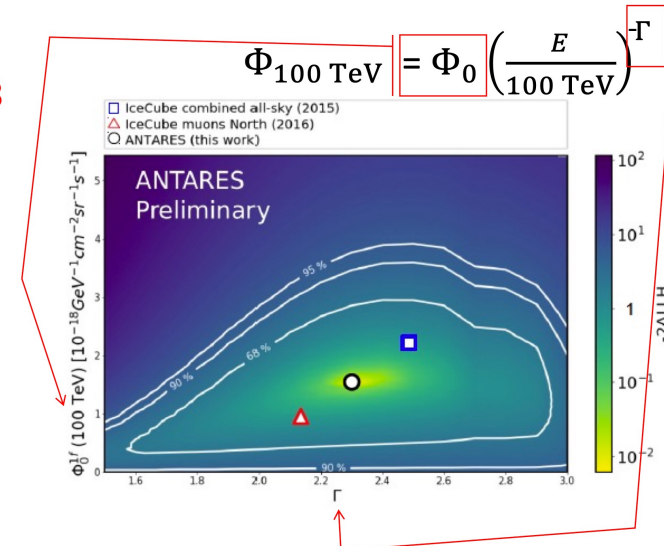 Φ100 TeV = Φ0 (E/100 TeV)^-Γ
IceCube combined all-sky (2015)
IceCube muons North (2016)
ANTARES (this work)
ANTARES
Preliminary
Φ0^1f (100 TeV) [10^-18 GeV^-1 cm^-2 sr^-1 s^-1]
5
4
3
2
1
0
95 %
90 %
68 %
90 %
1.6
1.8
2.0
2.2
2.4
2.6
2.8
3.0
Γ
10^2
10^1
1
10^-1
10^-2